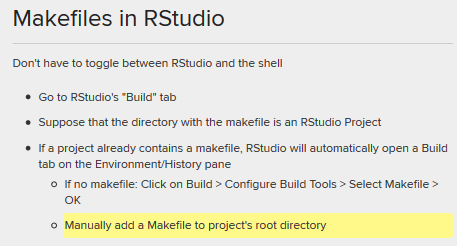 Makefiles in RStudio
Don't have to toggle between RStudio and the shell
Go to RStudio's "Build" tab
Suppose that the directory with the makefile is an RStudio Project
If a project already contains a makefile, RStudio will automatically open a Build
tab on the Environment/History pane
If no makefile: Click on Build > Configure Build Tools > Select Makefile >
OK
Manually add a Makefile to project's root directory